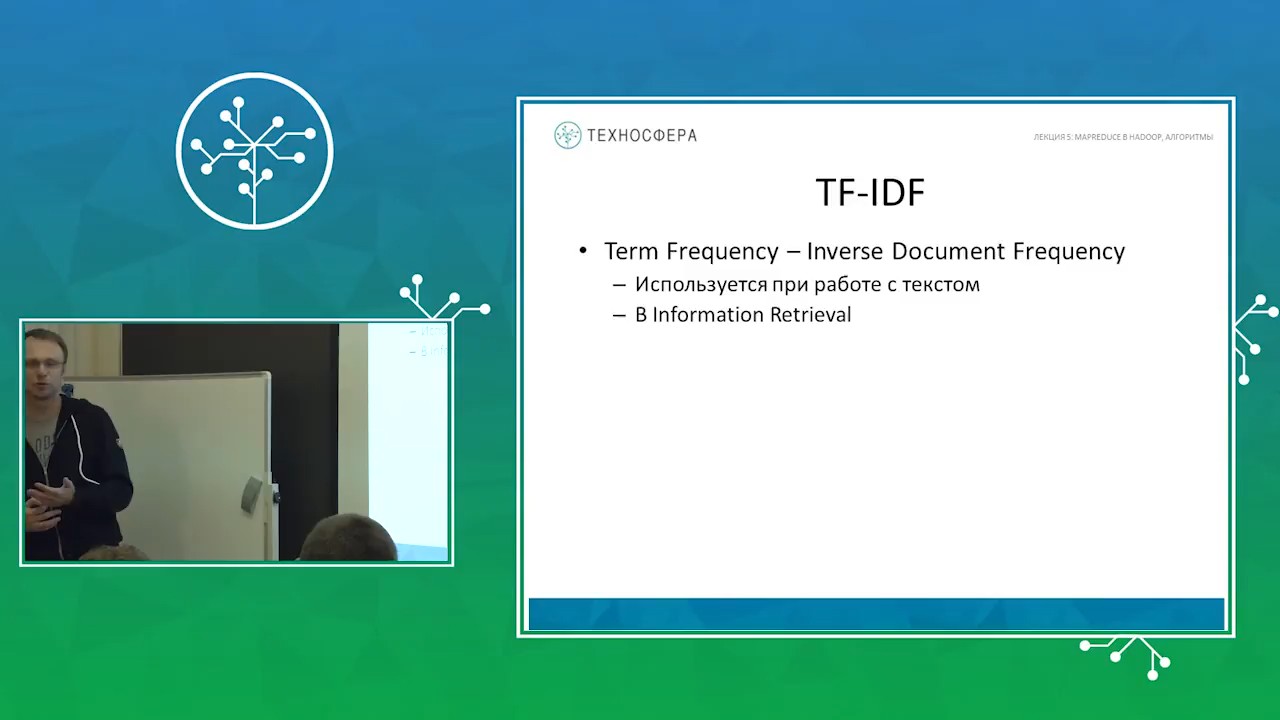 ТЕХНОСФЕРА
ЛЕКЦИЯ 5: MAPREDUCE В HADOOP, АЛГОРИТМЫ
TF-IDF
• Term Frequency – Inverse Document Frequency
– Используется при работе с текстом
– В Information Retrieval